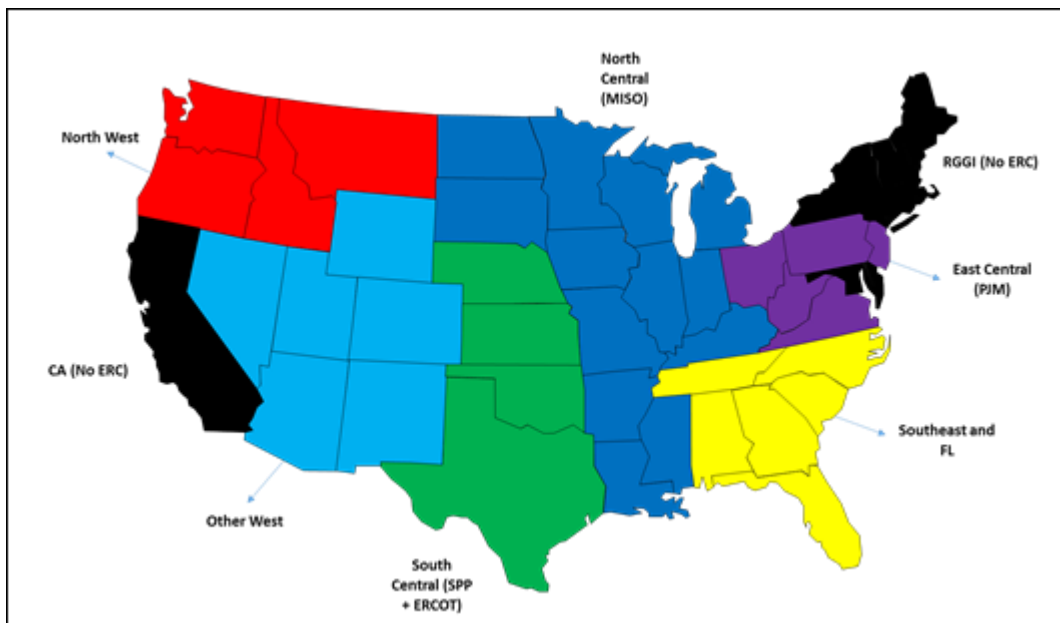 North
Central
(MISO)
North West
RGGI (No ERC)
East Central
(PJM)
CA (No ERC)
Southeast and
FL
Other West
South
Central (SPP
+ ERCOT)